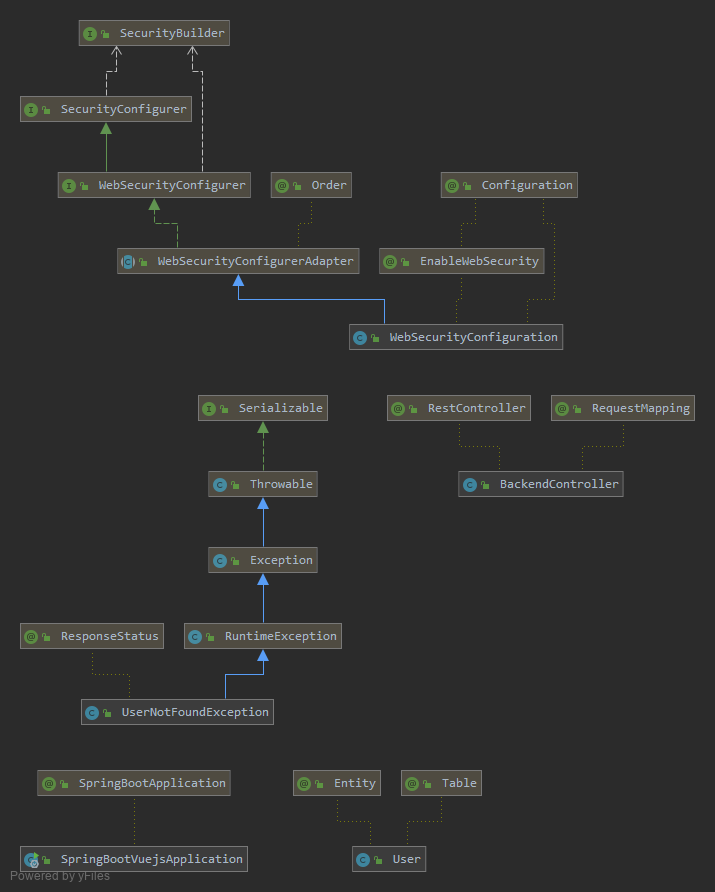 SecurityBuilder
SecurityConfigurer
WebSecurityConfigurer
Order
Configuration
WebSecurityConfigurerAdapter
EnableWebSecurity
WebSecurityConfiguration
Serializable
RestController
RequestMapping
Throwable
BackendController
Exception
ResponseStatus
RuntimeException
UserNotFoundException
SpringBootApplication
Entity
Table
SpringBootVuejsApplication
User
Powered by yFiles